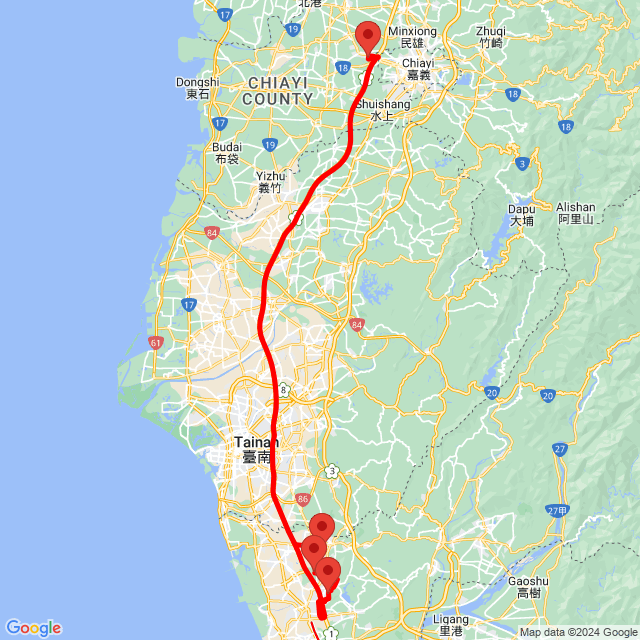 北港
Minxiong
民雄
Zhuqi
竹崎
Dongshi
東石
18
CHIAYI
COUNTY
Chiayi
嘉義
18
Shuishang
水上
17
18
Budai
布袋
19
3
Yizhu
義竹
Dapu
大埔
Alishan
阿里山
84
17
84
61
8
20
20
Tainan
臺南
27
3
86
27甲
Gaoshu
高樹
Ligang
里港
1
Google
Map data ©2024 Google